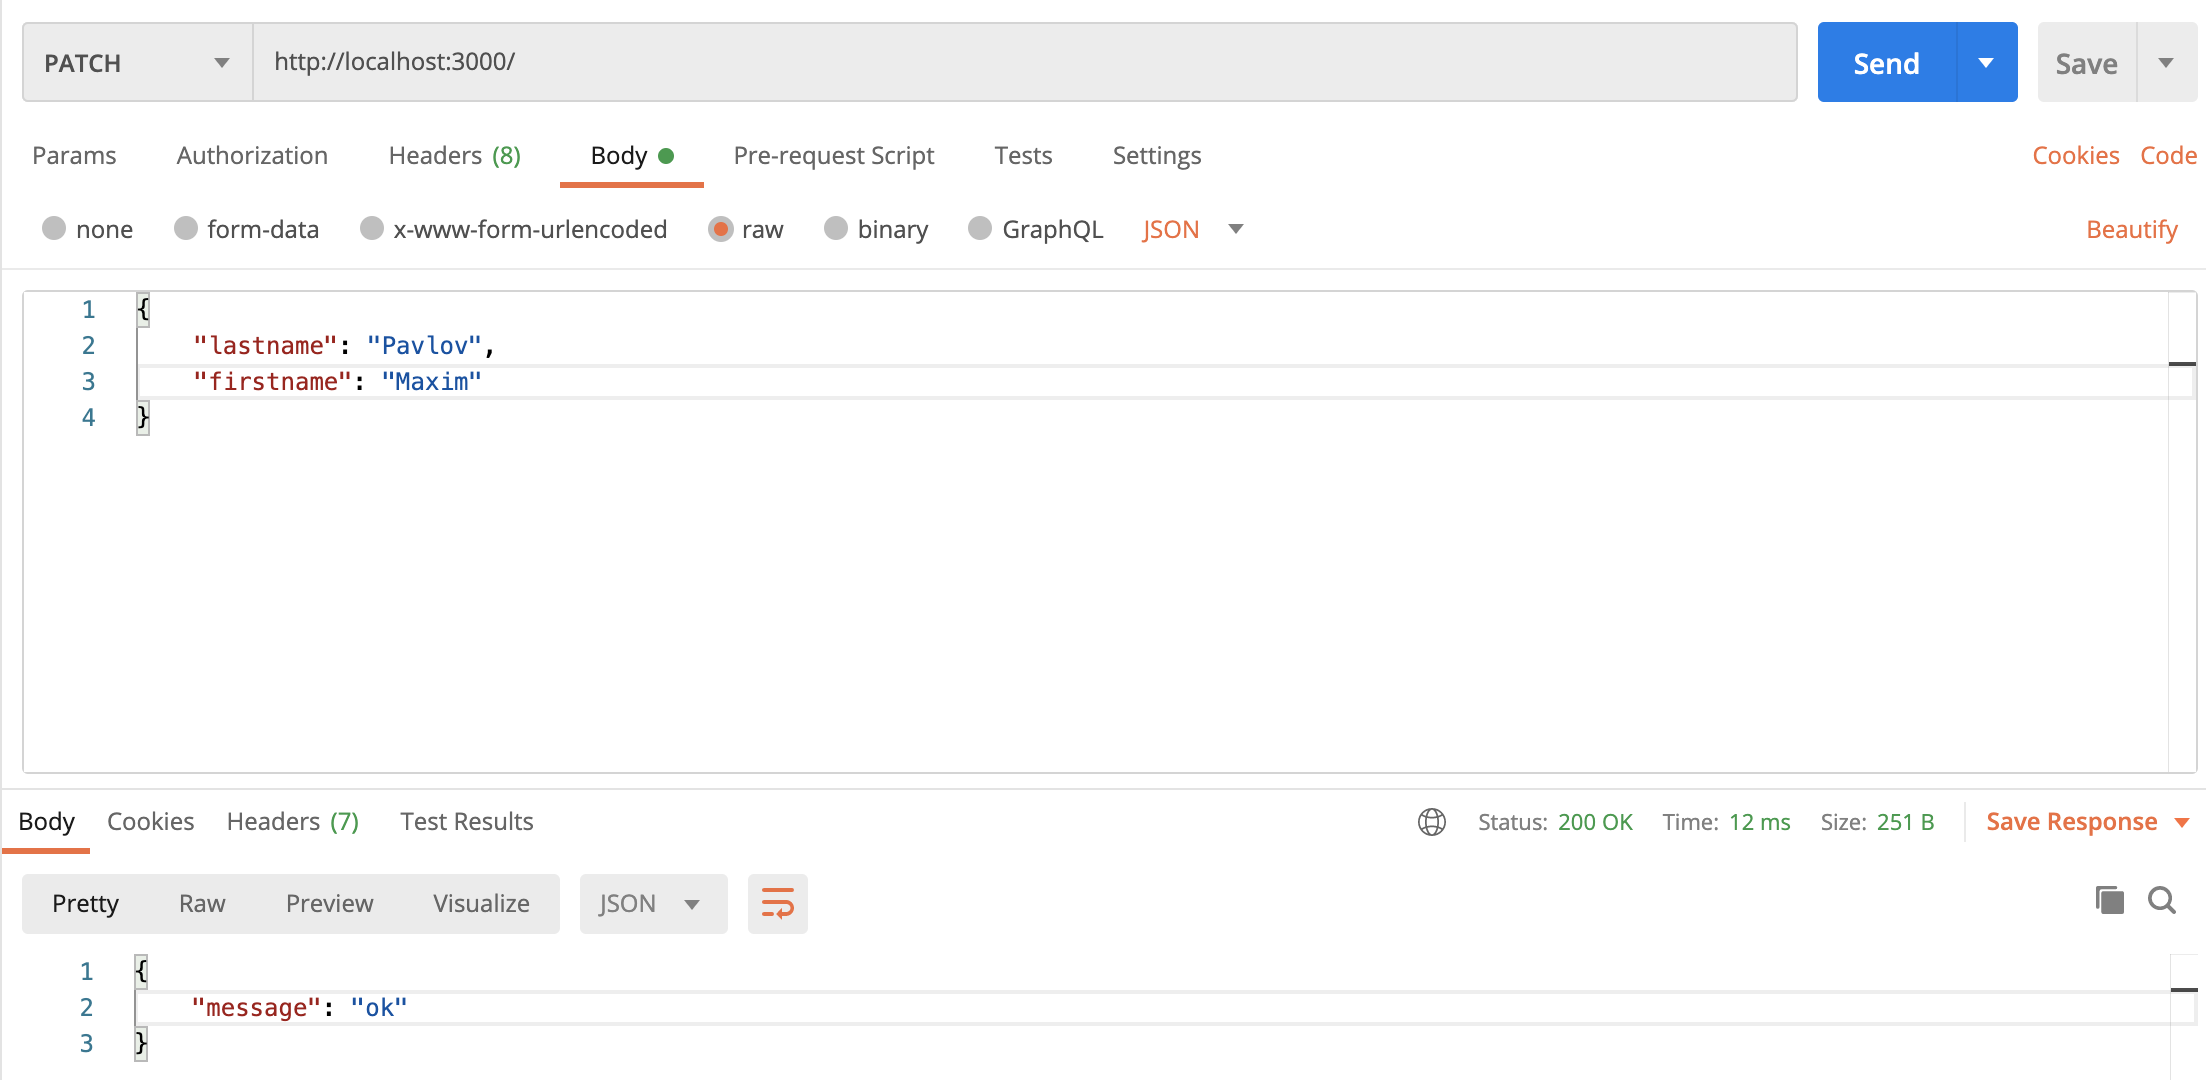 PATCH http://localhost:3000/ Send Save
Params Authorization Headers (8) Body Pre-request Script Tests Settings Cookies Code
none form-data x-www-form-urlencoded raw binary GraphQL JSON Beautify
1 {
2 "lastname": "Pavlov",
3 "firstname": "Maxim"
4 }
Body Cookies Headers (7) Test Results Status: 200 OK Time: 12 ms Size: 251 B Save Response
Pretty Raw Preview Visualize JSON
1 {
2 "message": "ok"
3 }